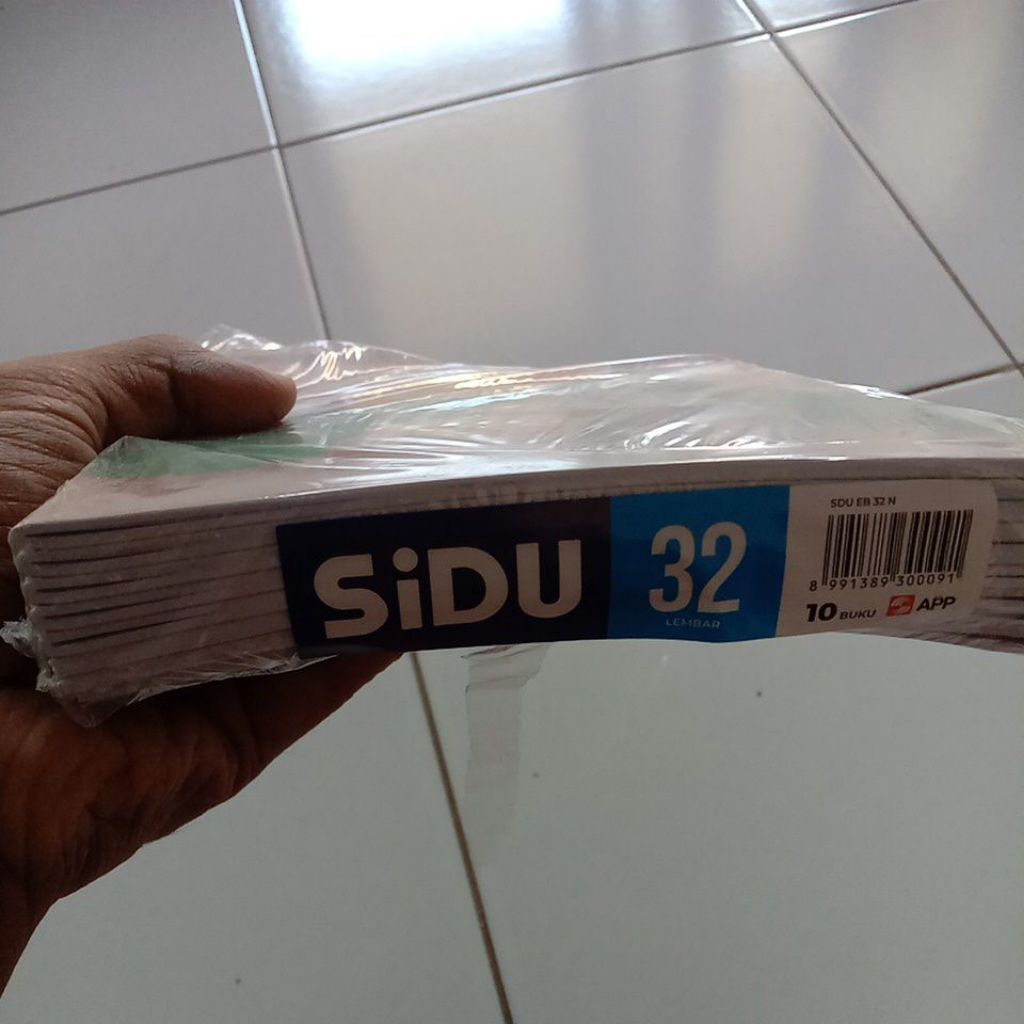 SiDU
32
LEMBAR
SDU EB 32 N
8 991389 300091
10 BUKU APP